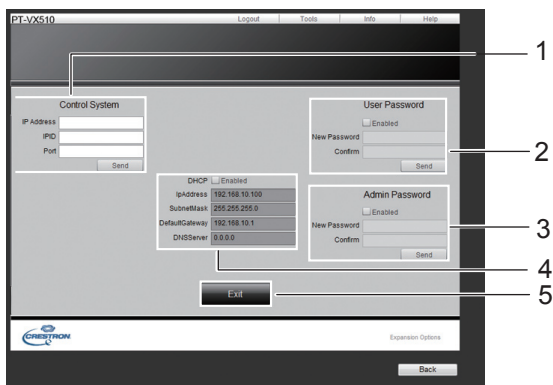 PT-VX510
Logout Tools Info Help
1
Control System
IP Address
IPID
Port
Send
User Password
Enabled
New Password
Confirm
Send
2
DHCP Enabled
IpAddress 192.168.10.100
SubnetMask 255.255.255.0
DefaultGateway 192.168.10.1
DNSServer 0.0.0.0
Admin Password
Enabled
New Password
Confirm
Send
3
4
Exit
5
CRESTRON
Expansion Options
Back